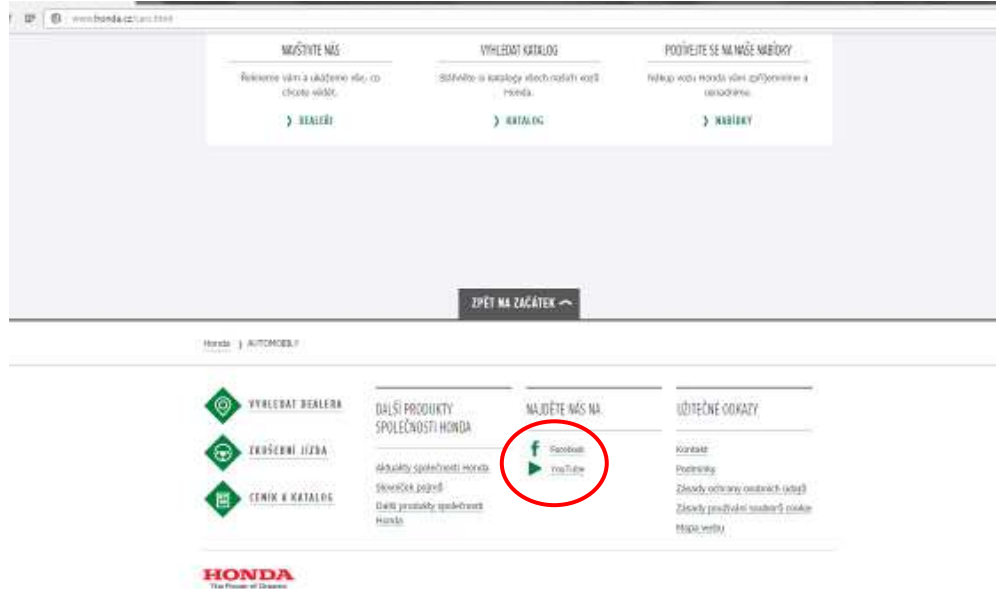 www.honda.cz/cars.html
NAVŠTIVTE NÁS
VYHLEDAT KATALOG
PODÍVEJTE SE NA NAŠE NABÍDKY
Řekneme vám a ukážeme vše, co
chcete vědět.
Stáhněte si katalogy všech našich vozů
Honda.
Nákup vozu Honda vám zpříjemníme a
usnadníme.
❯ DEALEŘI
❯ KATALOG
❯ NABÍDKY
ZPĚT NA ZAČÁTEK
Honda ❯ AUTOMOBILY
VYHLEDAT DEALERA
ZKUŠEBNÍ JÍZDA
CENÍK A KATALOG
DALŠÍ PRODUKTY
SPOLEČNOSTI HONDA
Aktuality společnosti Honda
Slovníček pojmů
Další produkty společnosti
Honda
NAJDĚTE NÁS NA
Facebook
YouTube
UŽITEČNÉ ODKAZY
Kontakt
Podmínky
Zásady ochrany osobních údajů
Zásady používání souborů cookie
Mapa webu
HONDA
The Power of Dreams